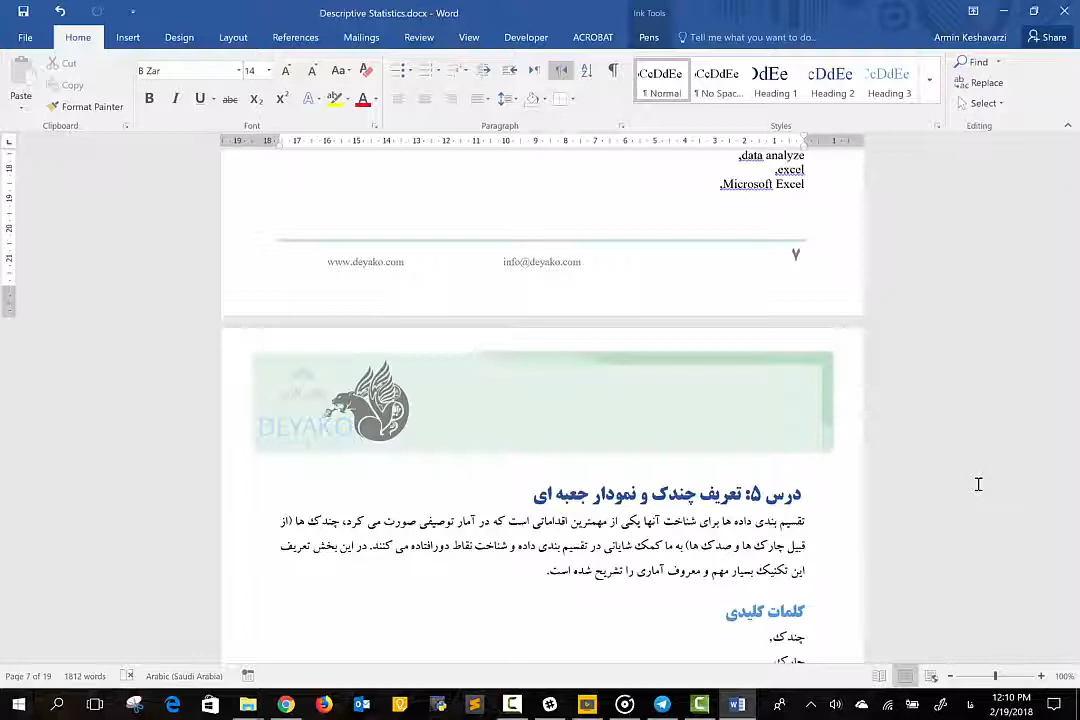 Descriptive Statistics.docx - Word
Ink Tools
File
Home
Insert
Design
Layout
References
Mailings
Review
View
Developer
ACROBAT
Pens
Tell me what you want to do...
Armin Keshavarzi
Share
Paste
Cut
Copy
Format Painter
Clipboard
B Zar
14
Font
Paragraph
AaBbCcDdEe
¶ Normal
¶ No Spac...
Heading 1
Heading 2
Heading 3
Styles
Find
Replace
Select
Editing
,data analyze
,excel
,Microsoft Excel
www.deyako.com
info@deyako.com
۷
DEYAKO
درس ۵: تعریف چندک و نمودار جعبه ای
تقسیم بندی داده ها برای شناخت آنها یکی از مهمترین اقداماتی است که در آمار توصیفی صورت می گیرد، چندک ها (از
قبیل چارک ها و صدک ها) به ما کمک شایانی در تقسیم بندی داده و شناخت نقاط دورافتاده می کنند. در این بخش تعریف
این تکنیک بسیار مهم و معروف آماری را تشریح شده است.
کلمات کلیدی
چندک,
چارک,
Page 7 of 19
1812 words
Arabic (Saudi Arabia)
100%
12:10 PM
2/19/2018
فا